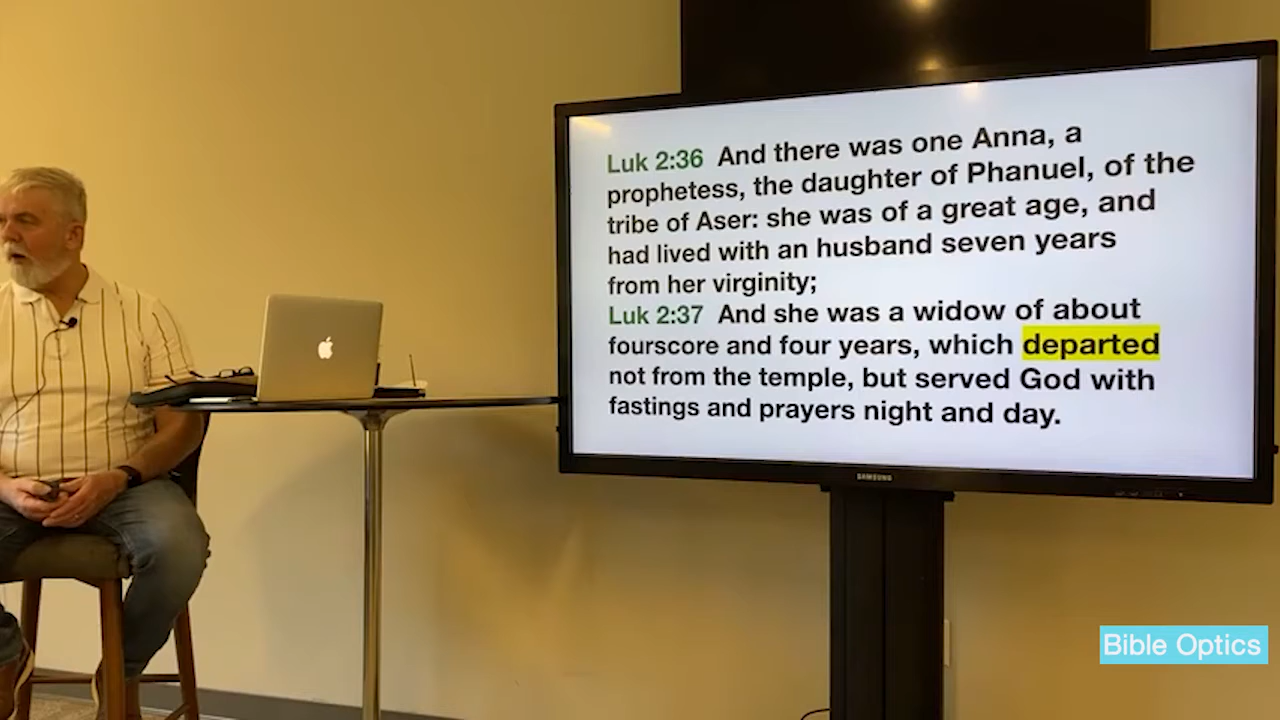 Luk 2:36 And there was one Anna, a
prophetess, the daughter of Phanuel, of the
tribe of Aser: she was of a great age, and
had lived with an husband seven years
from her virginity;
Luk 2:37 And she was a widow of about
fourscore and four years, which departed
not from the temple, but served God with
fastings and prayers night and day.
SAMSUNG
Bible Optics